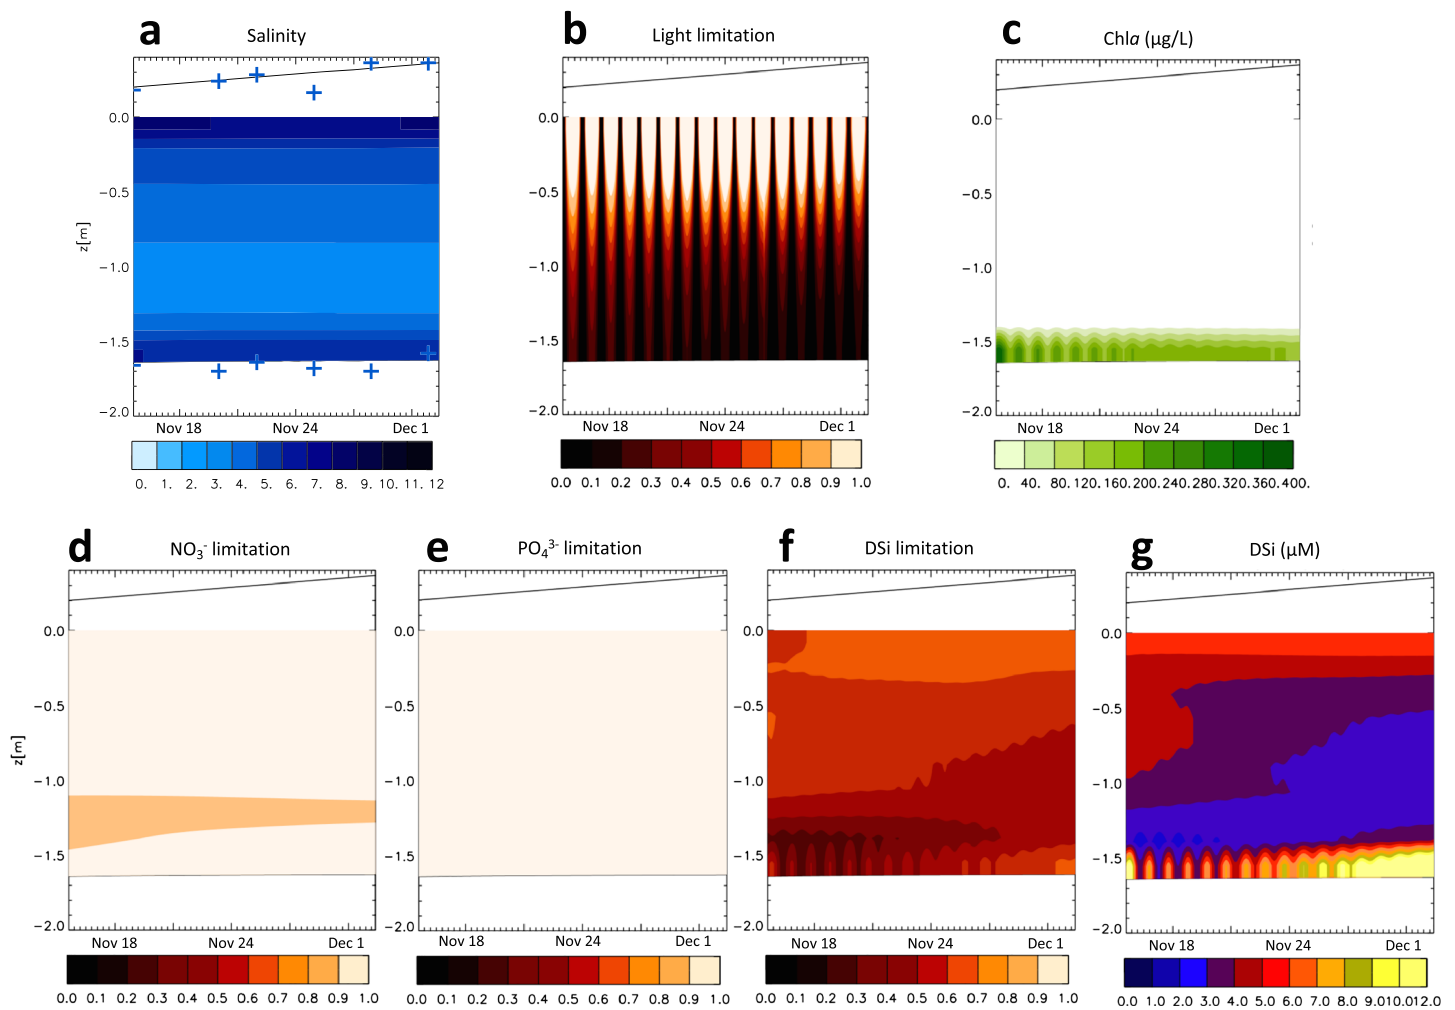 a Salinity
b Light limitation
c Chla (µg/L)
z[m]
0.0
−0.5
−1.0
−1.5
−2.0
Nov 18 Nov 24 Dec 1
0. 1. 2. 3. 4. 5. 6. 7. 8. 9. 10. 11. 12
0.0
−0.5
−1.0
−1.5
−2.0
Nov 18 Nov 24 Dec 1
0.0 0.1 0.2 0.3 0.4 0.5 0.6 0.7 0.8 0.9 1.0
0.0
−0.5
−1.0
−1.5
−2.0
Nov 18 Nov 24 Dec 1
0. 40. 80. 120. 160. 200. 240. 280. 320. 360. 400.
d NO₃⁻ limitation
e PO₄³⁻ limitation
f DSi limitation
g DSi (µM)
z[m]
0.0
−0.5
−1.0
−1.5
−2.0
Nov 18 Nov 24 Dec 1
0.0 0.1 0.2 0.3 0.4 0.5 0.6 0.7 0.8 0.9 1.0
0.0
−0.5
−1.0
−1.5
−2.0
Nov 18 Nov 24 Dec 1
0.0 0.1 0.2 0.3 0.4 0.5 0.6 0.7 0.8 0.9 1.0
0.0
−0.5
−1.0
−1.5
−2.0
Nov 18 Nov 24 Dec 1
0.0 0.1 0.2 0.3 0.4 0.5 0.6 0.7 0.8 0.9 1.0
0.0
−0.5
−1.0
−1.5
−2.0
Nov 18 Nov 24 Dec 1
0.0 1.0 2.0 3.0 4.0 5.0 6.0 7.0 8.0 9.0 10.0 11.0 12.0